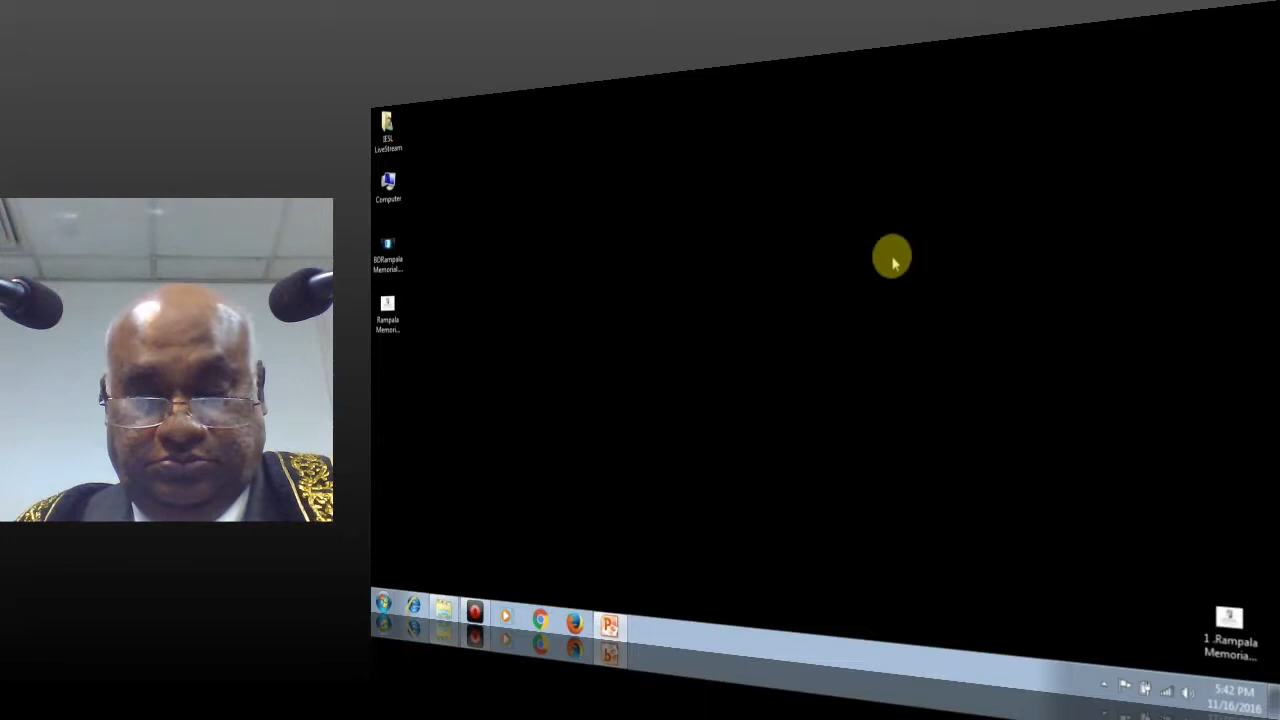 IESL
LiveStream
Computer
BDRampala
Memorial...
Rampala
Memori...
1 .Rampala
Memoria...
5:42 PM
11/16/2016